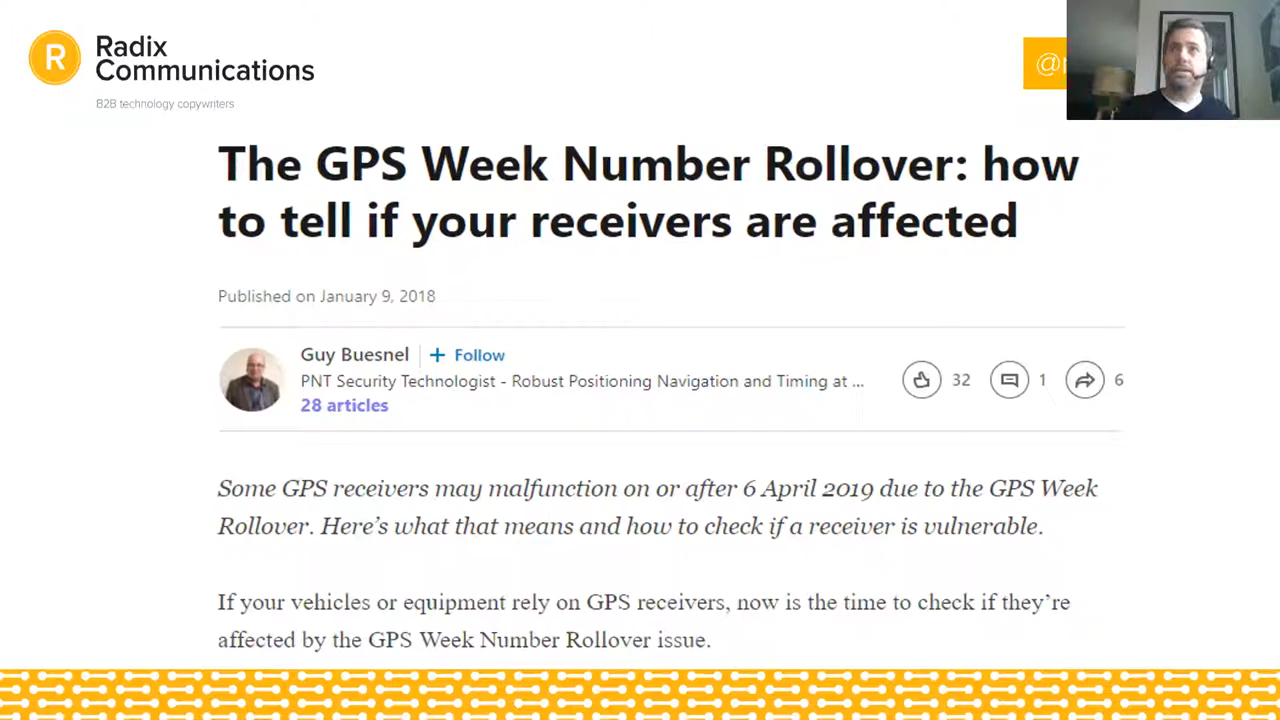 R
Radix
Communications
B2B technology copywriters
@
The GPS Week Number Rollover: how
to tell if your receivers are affected
Published on January 9, 2018
Guy Buesnel
+ Follow
PNT Security Technologist - Robust Positioning Navigation and Timing at ...
28 articles
32
1
6
Some GPS receivers may malfunction on or after 6 April 2019 due to the GPS Week
Rollover. Here's what that means and how to check if a receiver is vulnerable.
If your vehicles or equipment rely on GPS receivers, now is the time to check if they're
affected by the GPS Week Number Rollover issue.